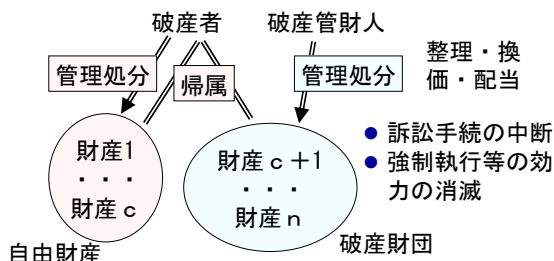 破産者
破産管財人
管理処分
帰属
管理処分
整理・換
価・配当
財産1
・・・
財産ｃ
財産ｃ+1
・・・
財産ｎ
● 訴訟手続の中断
● 強制執行等の効
力の消滅
自由財産
破産財団